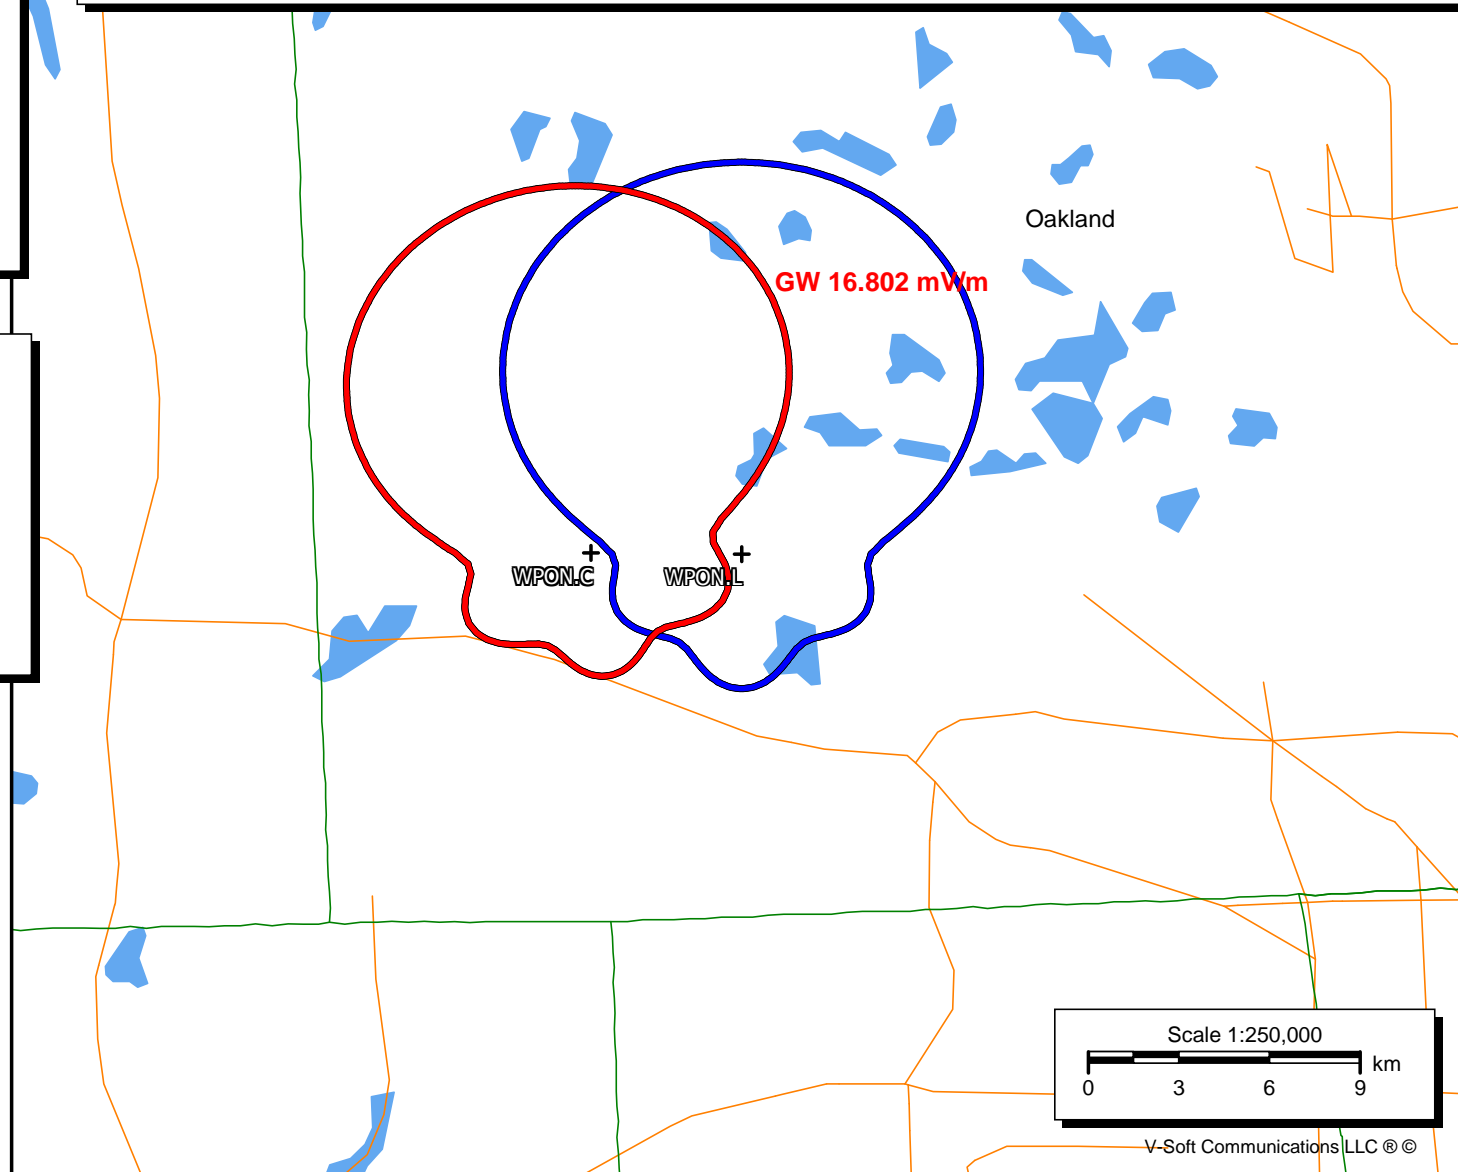 Oakland
GW 16.802 mV/m
WPON.C
WPON.L
Scale 1:250,000
km
0 3 6 9
V-Soft Communications LLC ® ©